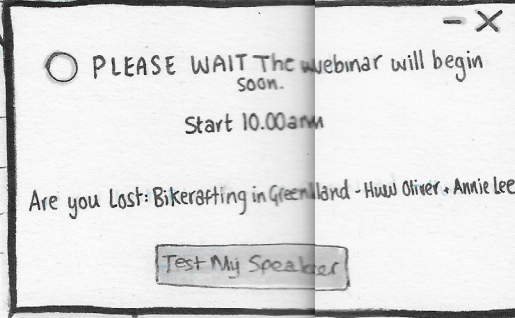 PLEASE WAIT The webinar will begin
soon.
Start 10.00am
Are you Lost: Bikerafting in Greenland - Huw Oliver + Annie Lee
Test My Speaker